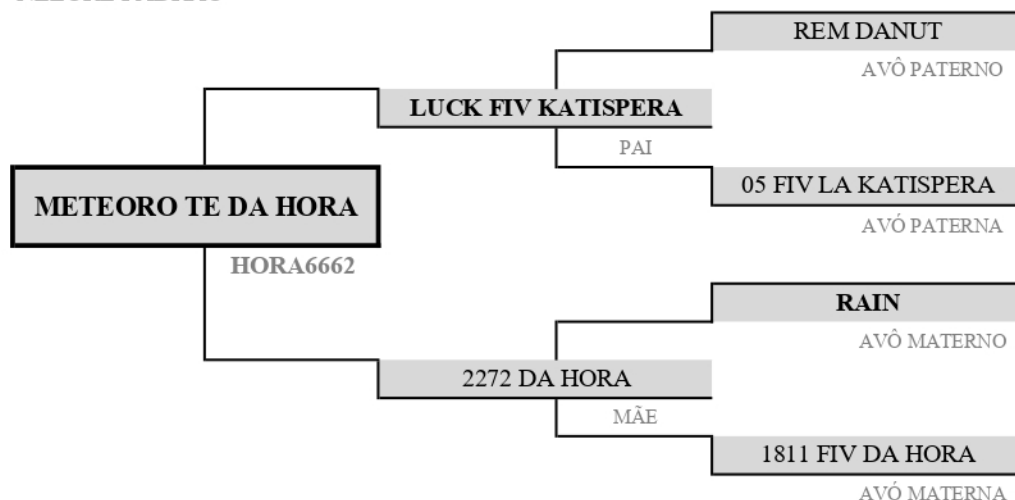 REM DANUT
AVÔ PATERNO
LUCK FIV KATISPERA
PAI
05 FIV LA KATISPERA
AVÓ PATERNA
METEORO TE DA HORA
HORA6662
RAIN
AVÔ MATERNO
2272 DA HORA
MÃE
1811 FIV DA HORA
AVÓ MATERNA